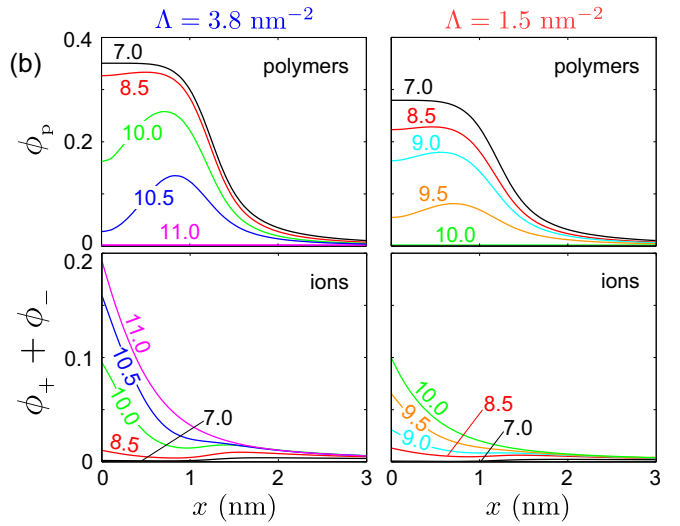 Λ = 3.8 nm⁻² Λ = 1.5 nm⁻²
(b)
0.4
0.2
0
ϕₚ
polymers
7.0
8.5
10.0
10.5
11.0
polymers
7.0
8.5
9.0
9.5
10.0
0.2
0.1
0
ϕ₊ + ϕ₋
ions
11.0
10.5
10.0
7.0
8.5
ions
10.0
9.5
9.0
8.5
7.0
0 1 2 3 0 1 2 3
x (nm) x (nm)